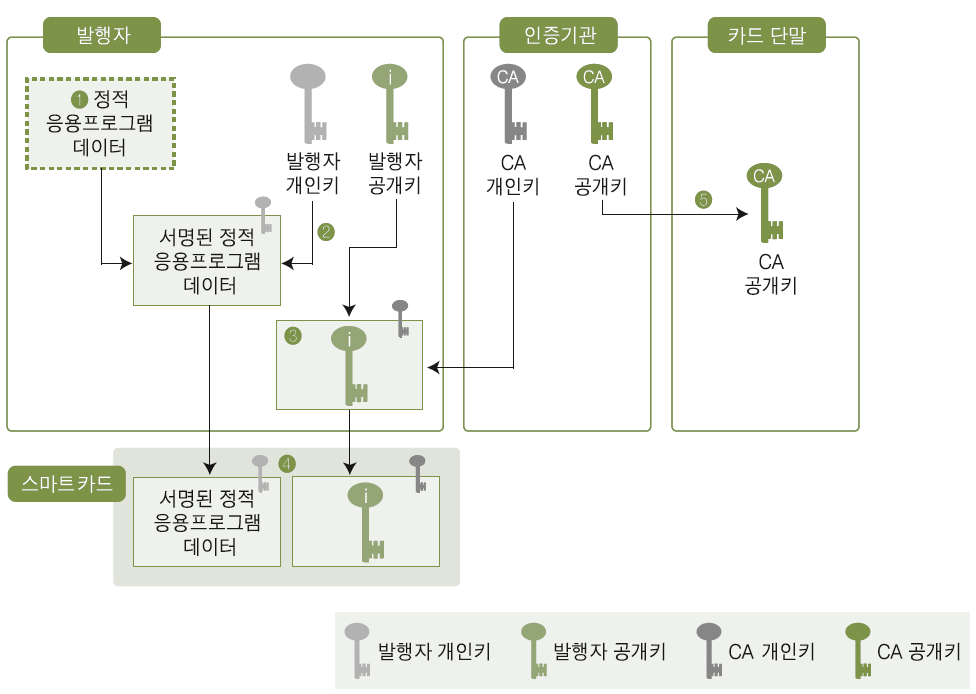 발행자
인증기관
카드 단말
❶ 정적
응용프로그램
데이터
i
CA
CA
발행자
개인키
발행자
공개키
CA
개인키
CA
공개키
❷
서명된 정적
응용프로그램
데이터
❸
i
❺
CA
CA
공개키
스마트카드
❹
서명된 정적
응용프로그램
데이터
i
발행자 개인키
발행자 공개키
CA 개인키
CA 공개키